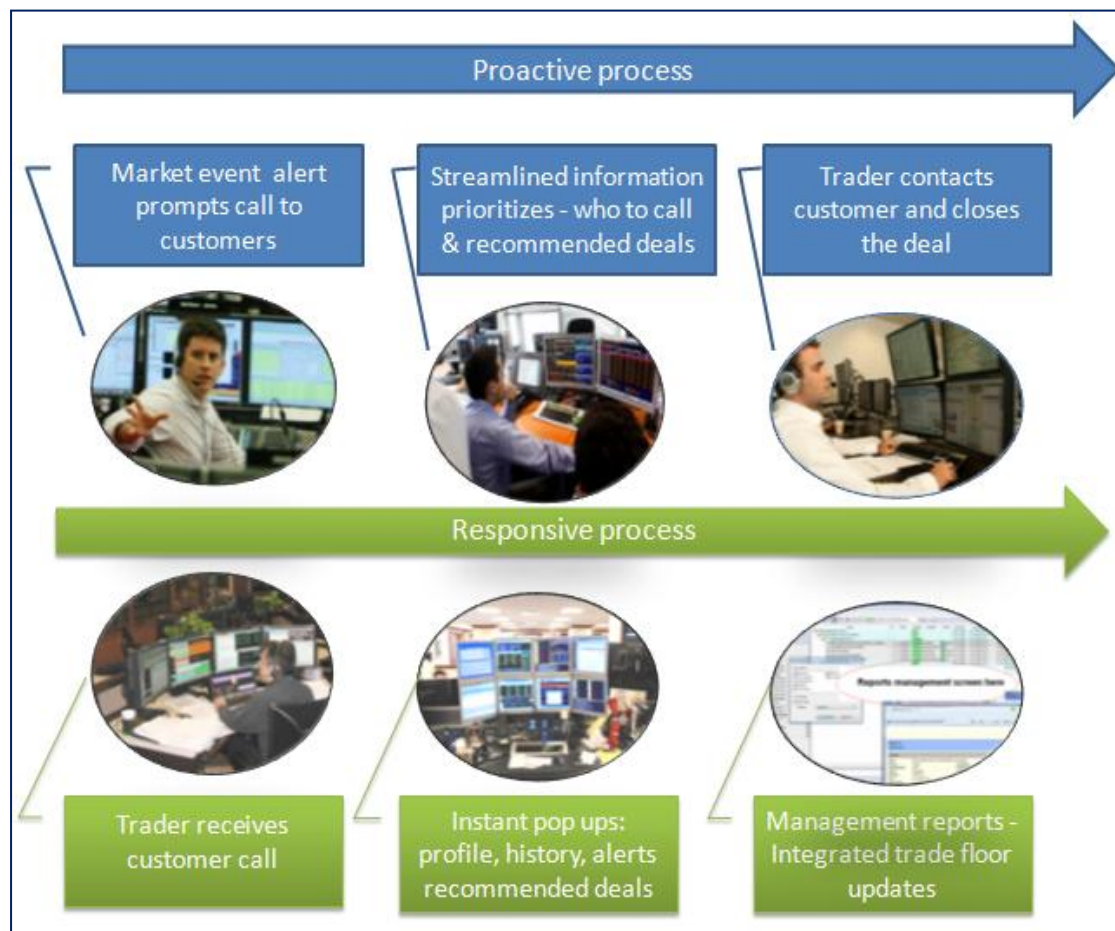 Proactive process
Market event alert
prompts call to
customers
Streamlined information
prioritizes - who to call
& recommended deals
Trader contacts
customer and closes
the deal
Responsive process
Reports management screen here
Trader receives
customer call
Instant pop ups:
profile, history, alerts
recommended deals
Management reports -
Integrated trade floor
updates